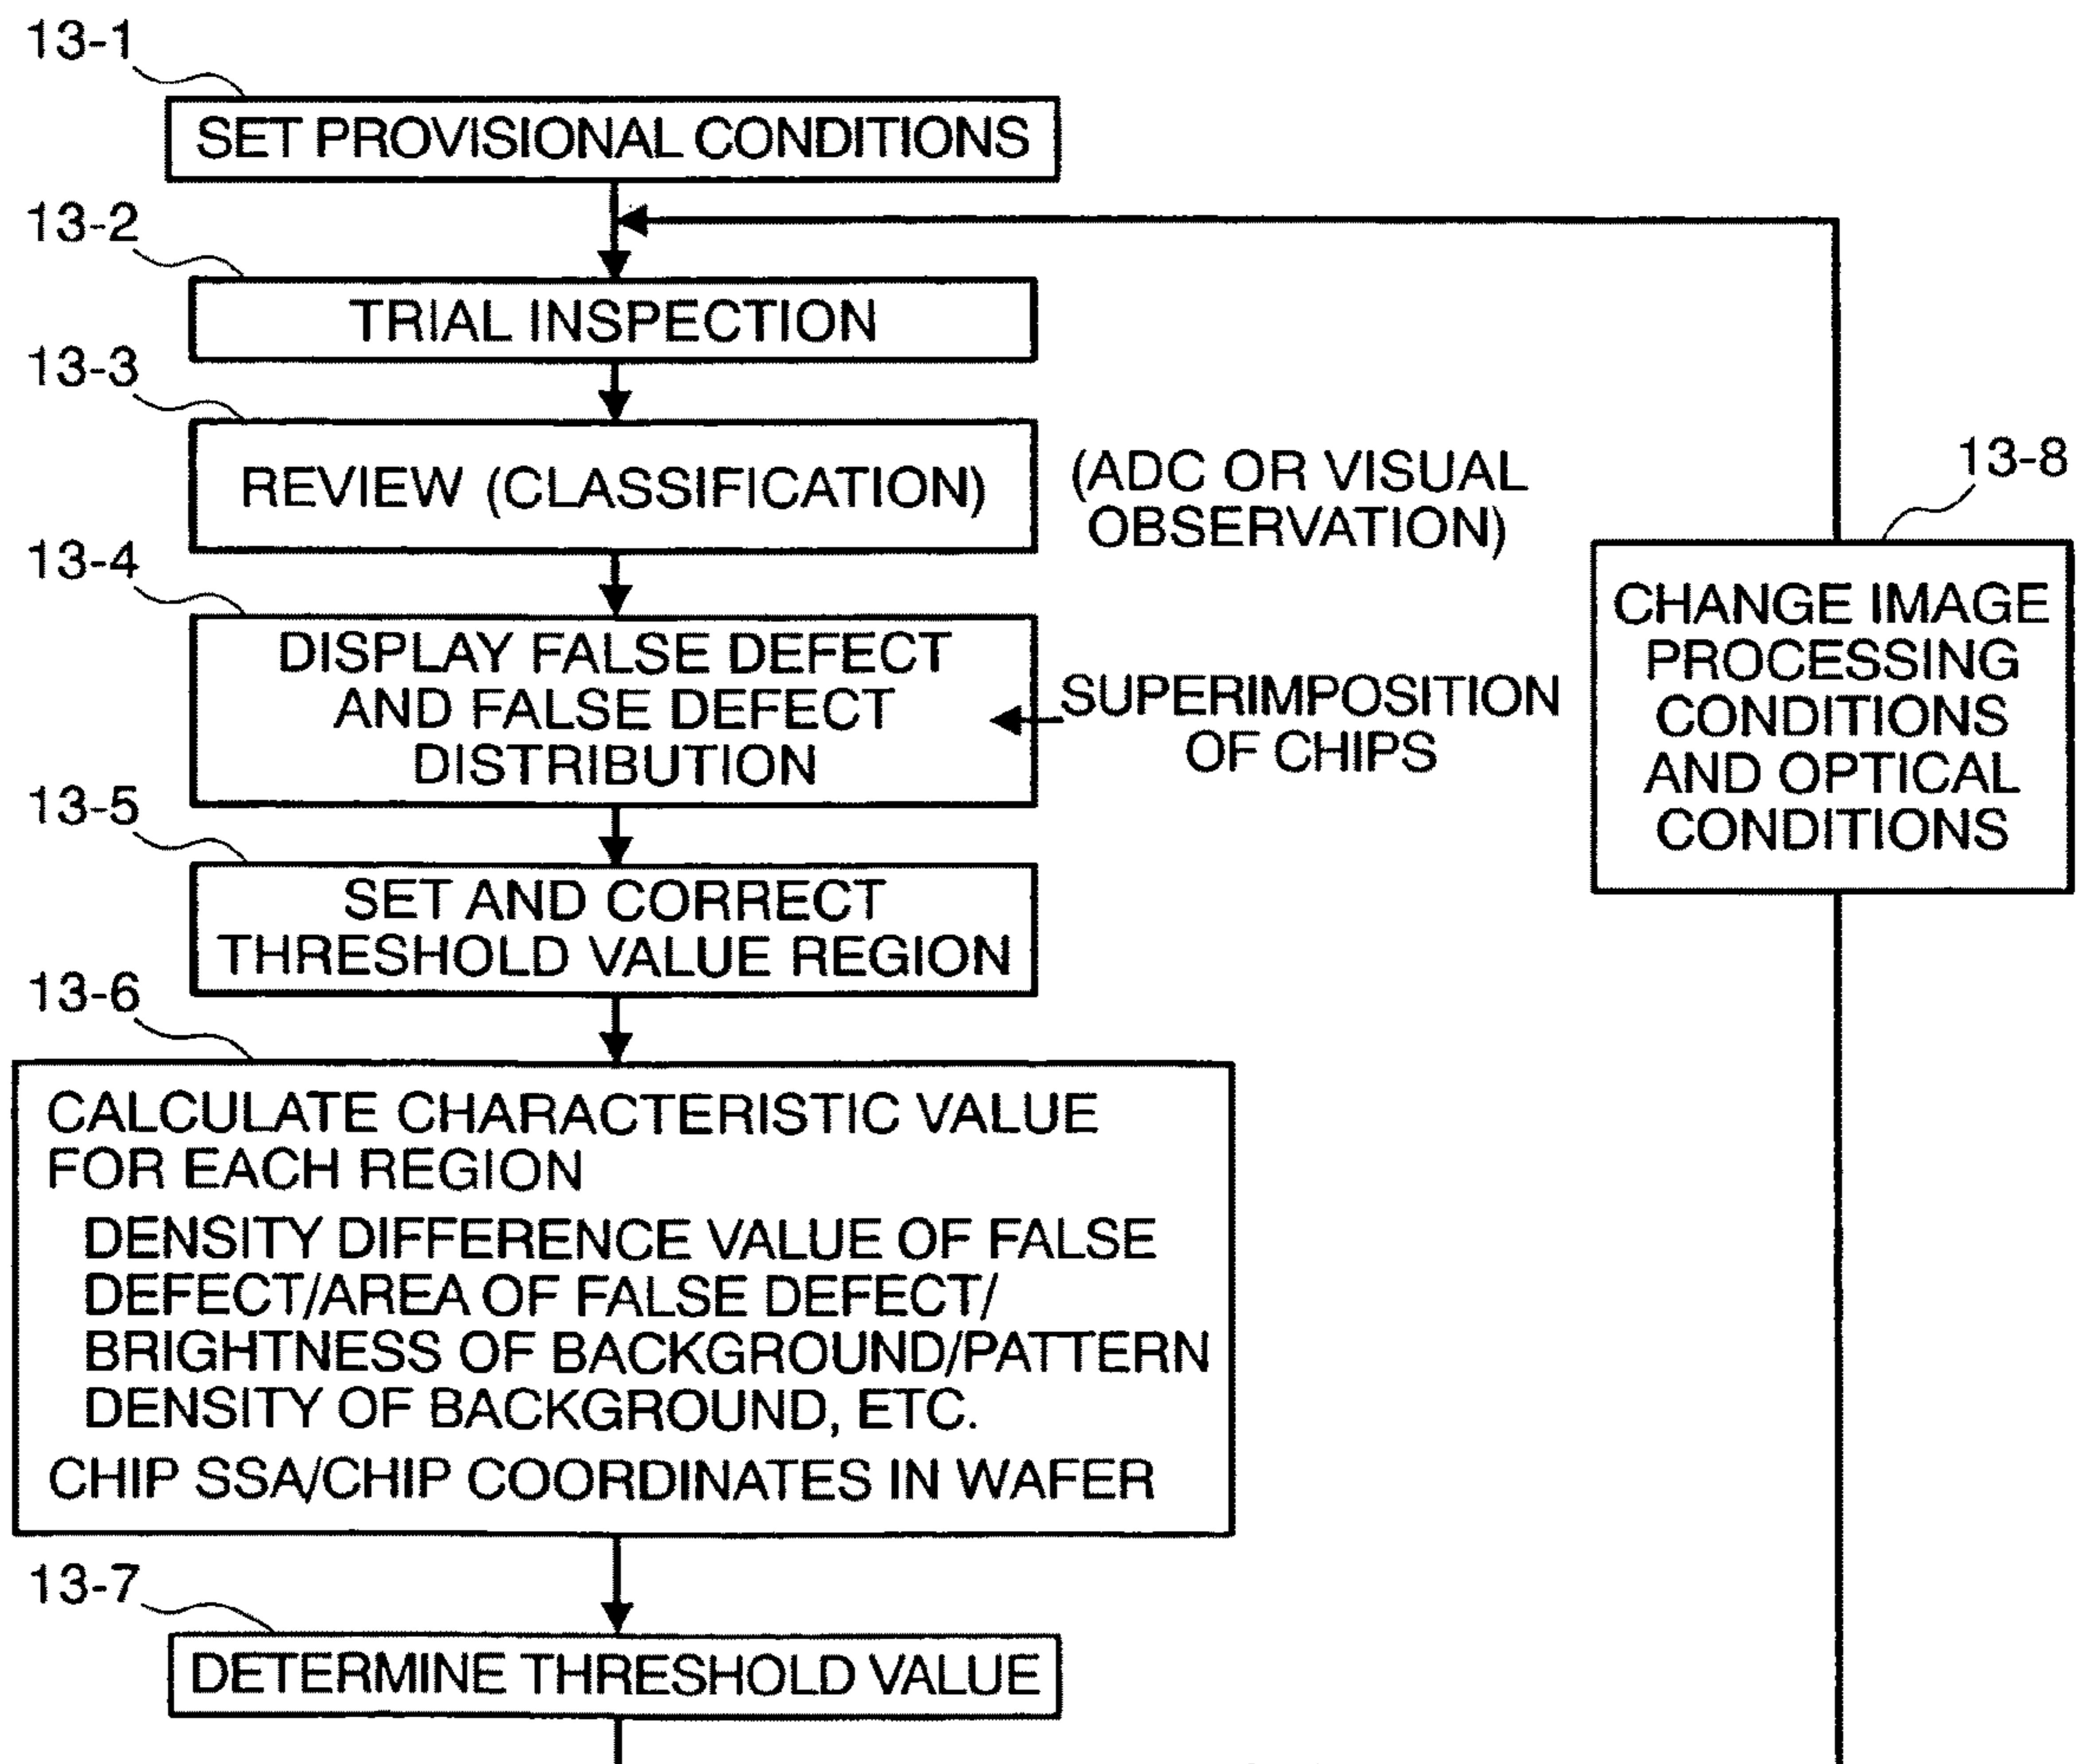 13-1
SET PROVISIONAL CONDITIONS
13-2
TRIAL INSPECTION
13-3
REVIEW (CLASSIFICATION)
(ADC OR VISUAL
OBSERVATION)
13-4
DISPLAY FALSE DEFECT
AND FALSE DEFECT
DISTRIBUTION
SUPERIMPOSITION
OF CHIPS
13-5
SET AND CORRECT
THRESHOLD VALUE REGION
13-6
CALCULATE CHARACTERISTIC VALUE
FOR EACH REGION
DENSITY DIFFERENCE VALUE OF FALSE
DEFECT/AREA OF FALSE DEFECT/
BRIGHTNESS OF BACKGROUND/PATTERN
DENSITY OF BACKGROUND, ETC.
CHIP SSA/CHIP COORDINATES IN WAFER
13-7
DETERMINE THRESHOLD VALUE
13-8
CHANGE IMAGE
PROCESSING
CONDITIONS
AND OPTICAL
CONDITIONS